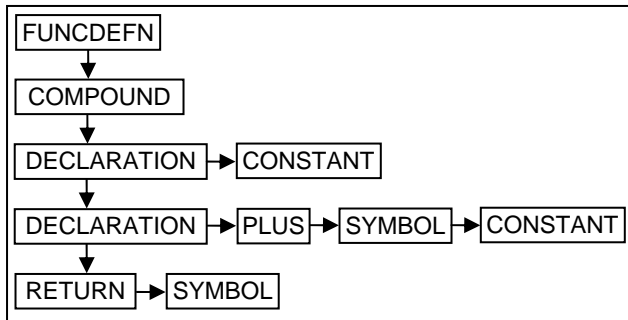 FUNCDEFN
COMPOUND
DECLARATION CONSTANT
DECLARATION PLUS SYMBOL CONSTANT
RETURN SYMBOL